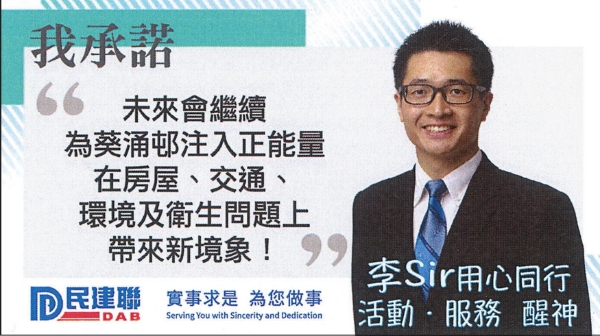 我承諾
“未來會繼續
為葵涌邨注入正能量
在房屋、交通、
環境及衛生問題上
帶來新境象！”
民建聯
DAB
實事求是 為您做事
Serving You with Sincerity and Dedication
李Sir用心同行
活動·服務 醒神